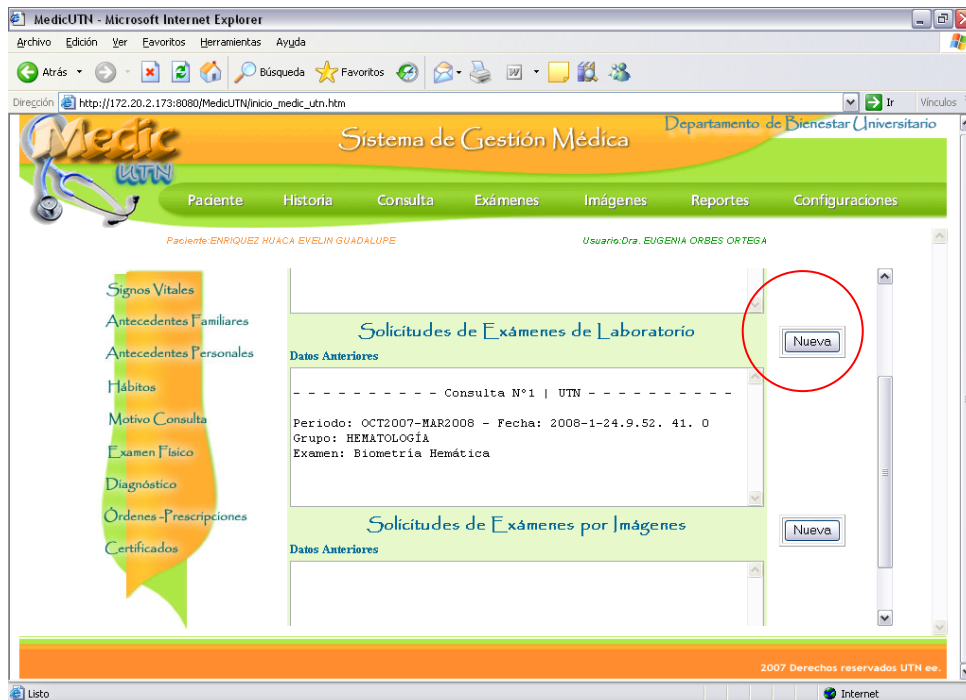 MedicUTN - Microsoft Internet Explorer
Archivo Edición Ver Favoritos Herramientas Ayuda
Atrás Búsqueda Favoritos
Dirección http://172.20.2.173:8080/MedicUTN/inicio_medic_utn.htm Ir Vínculos
Medic
UTN
Sistema de Gestión Médica
Departamento de Bienestar Universitario
Paciente Historia Consulta Exámenes Imágenes Reportes Configuraciones
Paciente:ENRIQUEZ HUACA EVELIN GUADALUPE Usuario:Dra. EUGENIA ORBES ORTEGA
Signos Vitales
Antecedentes Familiares
Antecedentes Personales
Hábitos
Motivo Consulta
Examen Físico
Diagnóstico
Órdenes -Prescripciones
Certificados
Solicitudes de Exámenes de Laboratorio
Nueva
Datos Anteriores
- - - - - - - - - - Consulta N°1 | UTN - - - - - - - - - -
Periodo: OCT2007-MAR2008 - Fecha: 2008-1-24.9.52. 41. 0
Grupo: HEMATOLOGÍA
Examen: Biometría Hemática
Solicitudes de Exámenes por Imágenes
Nueva
Datos Anteriores
2007 Derechos reservados UTN ee.
Listo Internet